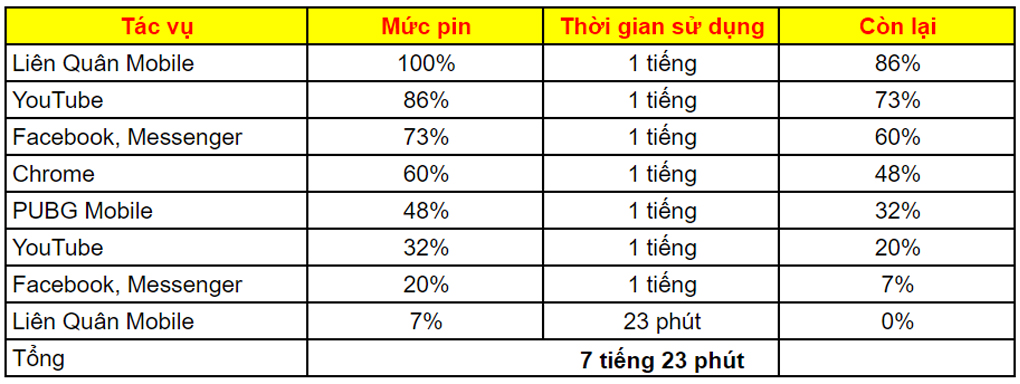 Tác vụ Mức pin Thời gian sử dụng Còn lại
Liên Quân Mobile 100% 1 tiếng 86%
YouTube 86% 1 tiếng 73%
Facebook, Messenger 73% 1 tiếng 60%
Chrome 60% 1 tiếng 48%
PUBG Mobile 48% 1 tiếng 32%
YouTube 32% 1 tiếng 20%
Facebook, Messenger 20% 1 tiếng 7%
Liên Quân Mobile 7% 23 phút 0%
Tổng 7 tiếng 23 phút